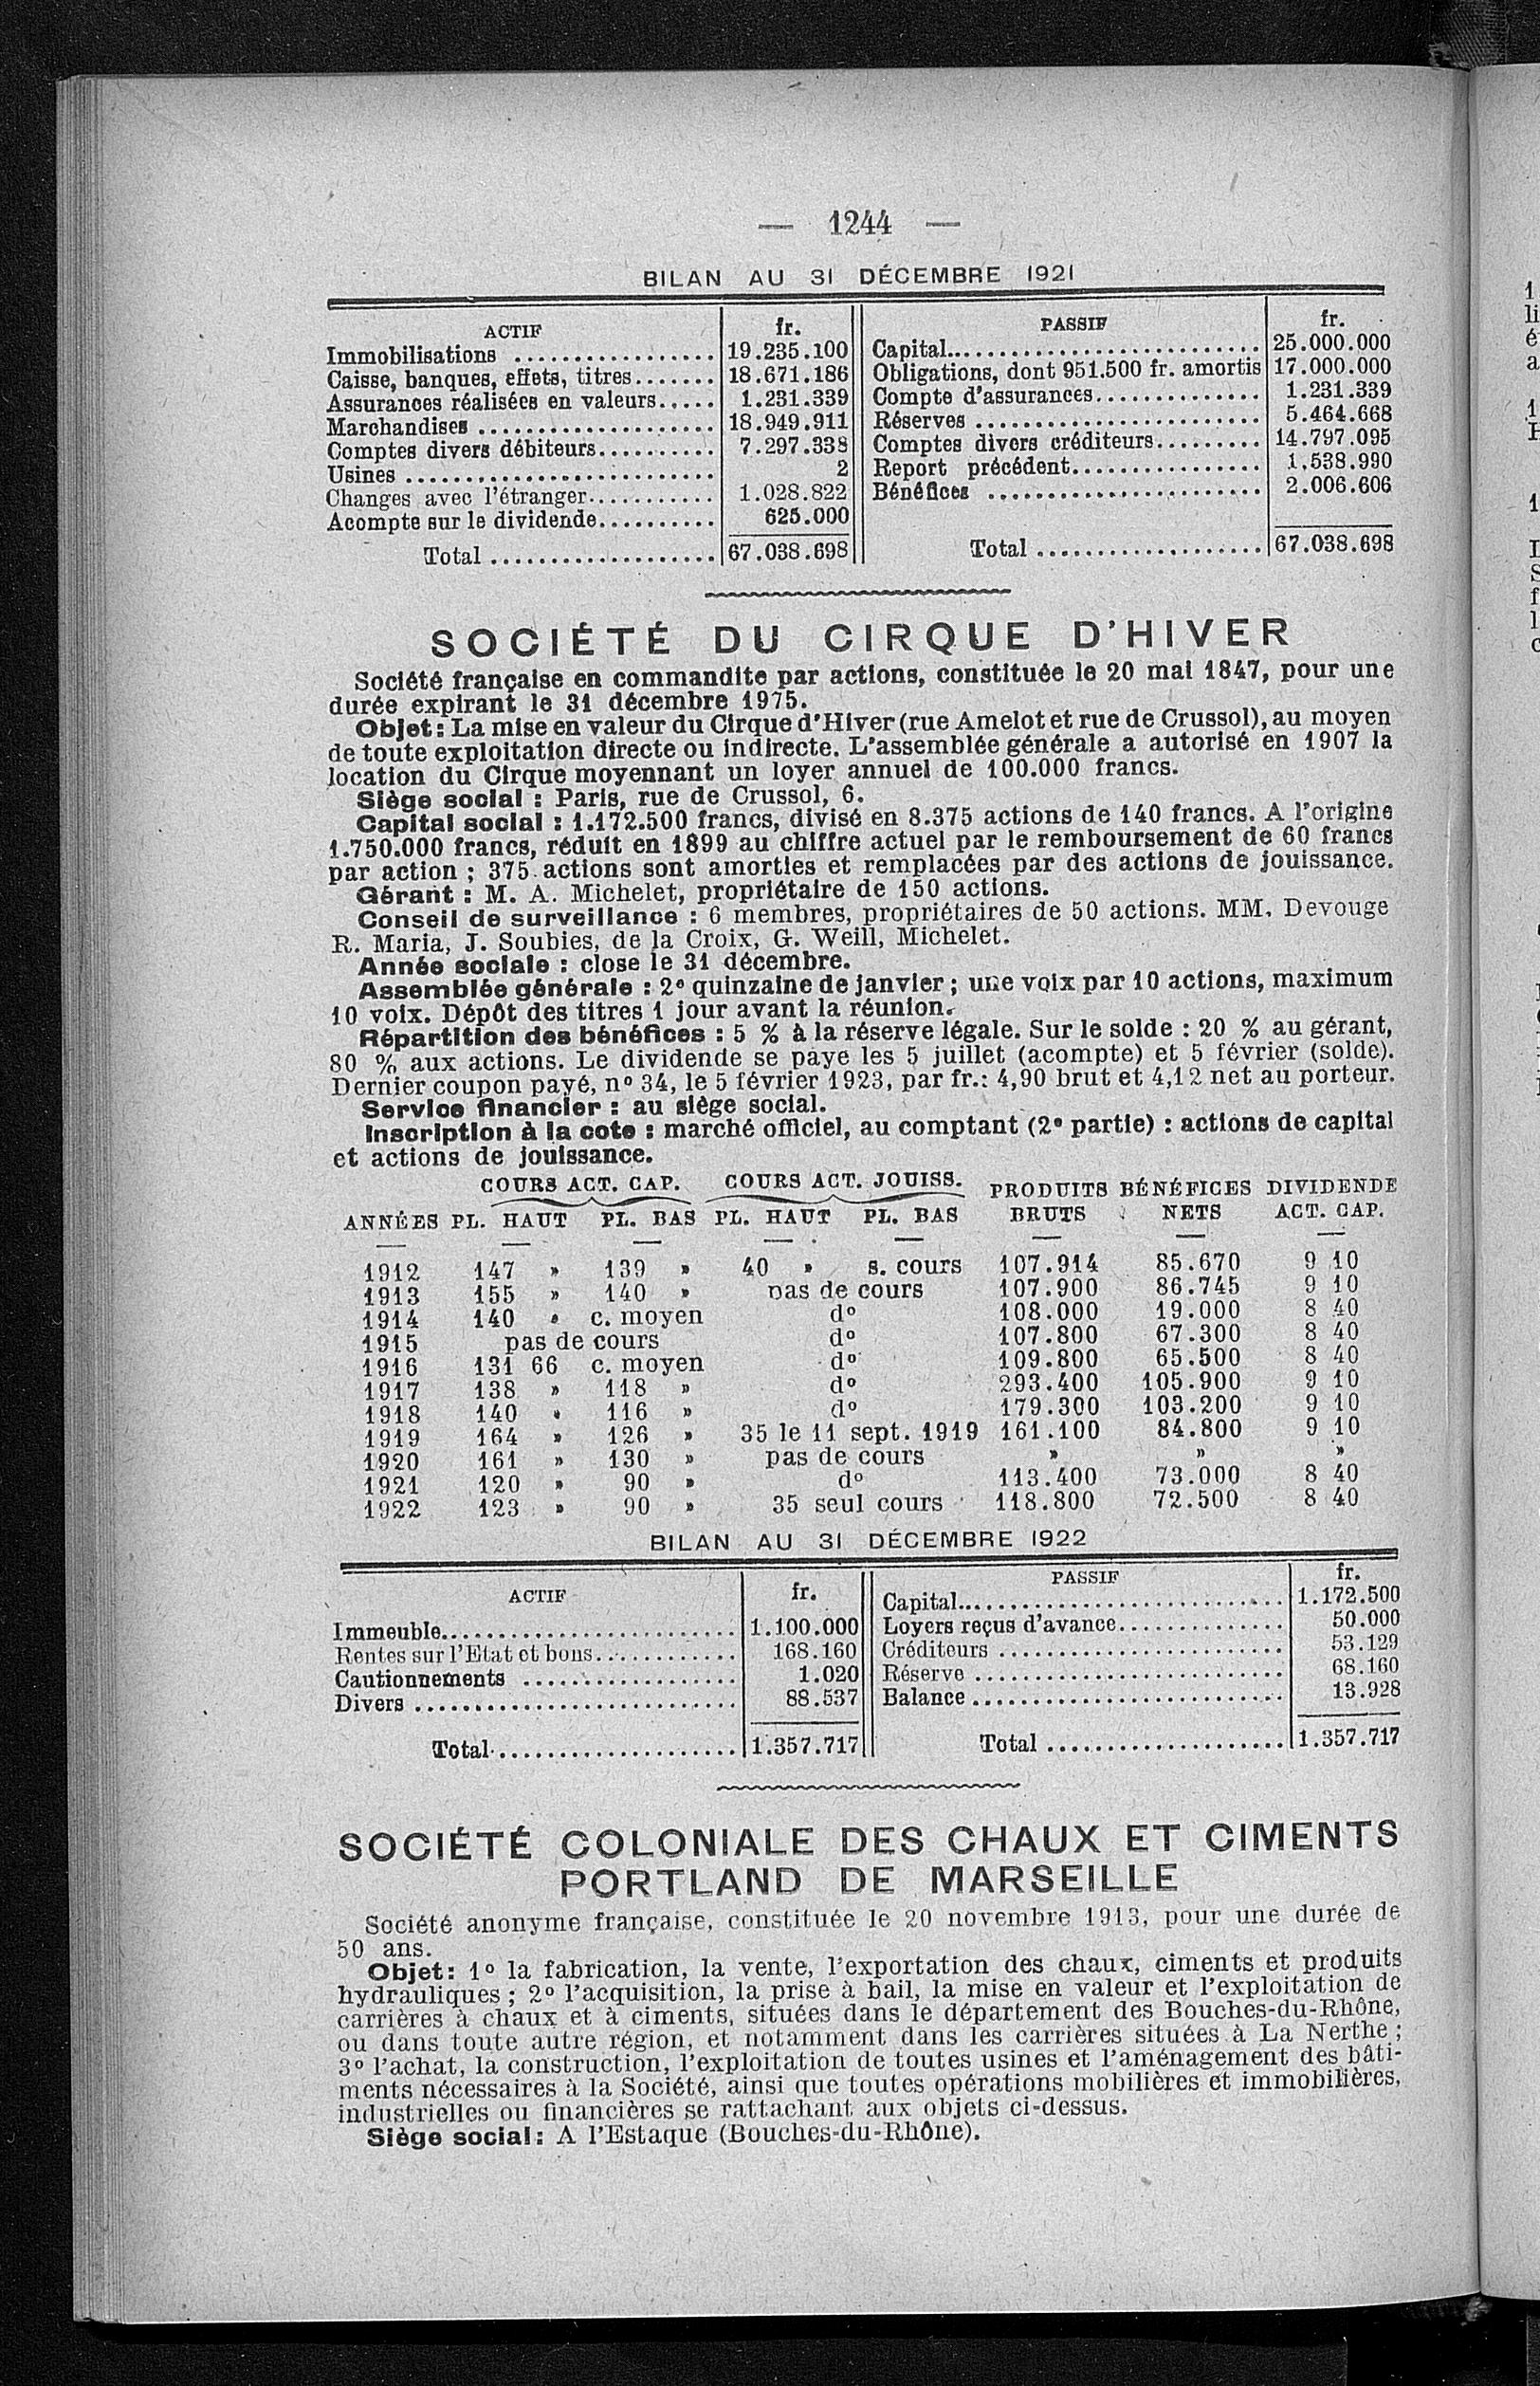 — 1244 —
BILAN AU 31 DÉCEMBRE 1921
ACTIF fr. PASSIF fr.
Immobilisations ................. 19.235.100 Capital........................... 25.000.000
Caisse, banques, effets, titres....... 18.671.186 Obligations, dont 951.500 fr. amortis 17.000.000
Assurances réalisées en valeurs..... 1.231.339 Compte d'assurances.............. 1.231.339
Marchandises .................... 18.949.911 Réserves ........................ 5.464.668
Comptes divers débiteurs.......... 7.297.338 Comptes divers créditeurs......... 14.797.095
Usines .......................... 2 Report précédent................ 1.538.990
Changes avec l'étranger........... 1.028.822 Bénéfices ....................... 2.006.606
Acompte sur le dividende.......... 625.000
Total ................... 67.038.698 Total ................... 67.038.698
SOCIÉTÉ DU CIRQUE D'HIVER
Société française en commandite par actions, constituée le 20 mai 1847, pour une
durée expirant le 31 décembre 1975.
Objet : La mise en valeur du Cirque d'Hiver (rue Amelot et rue de Crussol), au moyen
de toute exploitation directe ou indirecte. L'assemblée générale a autorisé en 1907 la
location du Cirque moyennant un loyer annuel de 100.000 francs.
Siège social : Paris, rue de Crussol, 6.
Capital social : 1.172.500 francs, divisé en 8.375 actions de 140 francs. A l'origine
1.750.000 francs, réduit en 1899 au chiffre actuel par le remboursement de 60 francs
par action ; 375 actions sont amorties et remplacées par des actions de jouissance.
Gérant : M. A. Michelet, propriétaire de 150 actions.
Conseil de surveillance : 6 membres, propriétaires de 50 actions. MM. Devouge
R. Maria, J. Soubies, de la Croix, G. Weill, Michelet.
Année sociale : close le 31 décembre.
Assemblée générale : 2e quinzaine de janvier ; une voix par 10 actions, maximum
10 voix. Dépôt des titres 1 jour avant la réunion.
Répartition des bénéfices : 5 % à la réserve légale. Sur le solde : 20 % au gérant,
80 % aux actions. Le dividende se paye les 5 juillet (acompte) et 5 février (solde).
Dernier coupon payé, nº 34, le 5 février 1923, par fr.: 4,90 brut et 4,12 net au porteur.
Service financier : au siège social.
Inscription à la cote : marché officiel, au comptant (2e partie) : actions de capital
et actions de jouissance.
COURS ACT. CAP. COURS ACT. JOUISS. PRODUITS BÉNÉFICES DIVIDENDE
ANNÉES PL. HAUT PL. BAS PL. HAUT PL. BAS BRUTS NETS ACT. CAP.
1912 147 » 139 » 40 » s. cours 107.914 85.670 9 10
1913 155 » 140 » pas de cours 107.900 86.745 9 10
1914 140 » c. moyen dº 108.000 19.000 8 40
1915 pas de cours dº 107.800 67.300 8 40
1916 131 66 c. moyen dº 109.800 65.500 8 40
1917 138 » 118 » dº 293.400 105.900 9 10
1918 140 » 116 » dº 179.300 103.200 9 10
1919 164 » 126 » 35 le 11 sept. 1919 161.100 84.800 9 10
1920 161 » 130 » pas de cours » » »
1921 120 » 90 » dº 113.400 73.000 8 40
1922 123 » 90 » 35 seul cours 118.800 72.500 8 40
BILAN AU 31 DÉCEMBRE 1922
ACTIF fr. PASSIF fr.
Capital........................... 1.172.500
Immeuble........................ 1.100.000 Loyers reçus d'avance.............. 50.000
Rentes sur l'Etat et bons............ 168.160 Créditeurs ........................ 53.129
Cautionnements .................. 1.020 Réserve .......................... 68.160
Divers ........................... 88.537 Balance .......................... 13.928
Total..................... 1.357.717 Total .................... 1.357.717
SOCIÉTÉ COLONIALE DES CHAUX ET CIMENTS
PORTLAND DE MARSEILLE
Société anonyme française, constituée le 20 novembre 1913, pour une durée de
50 ans.
Objet : 1º la fabrication, la vente, l'exportation des chaux, ciments et produits
hydrauliques ; 2º l'acquisition, la prise à bail, la mise en valeur et l'exploitation de
carrières à chaux et à ciments, situées dans le département des Bouches-du-Rhône,
ou dans toute autre région, et notamment dans les carrières situées à La Nerthe ;
3º l'achat, la construction, l'exploitation de toutes usines et l'aménagement des bâti-
ments nécessaires à la Société, ainsi que toutes opérations mobilières et immobilières,
industrielles ou financières se rattachant aux objets ci-dessus.
Siège social : A l'Estaque (Bouches-du-Rhône).